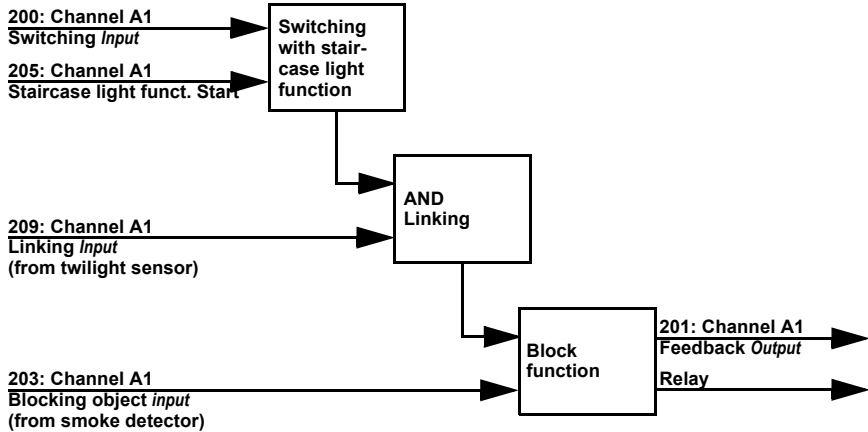 200: Channel A1
Switching Input
205: Channel A1
Staircase light funct. Start
Switching
with stair-
case light
function
AND
Linking
209: Channel A1
Linking Input
(from twilight sensor)
Block
function
201: Channel A1
Feedback Output
Relay
203: Channel A1
Blocking object input
(from smoke detector)